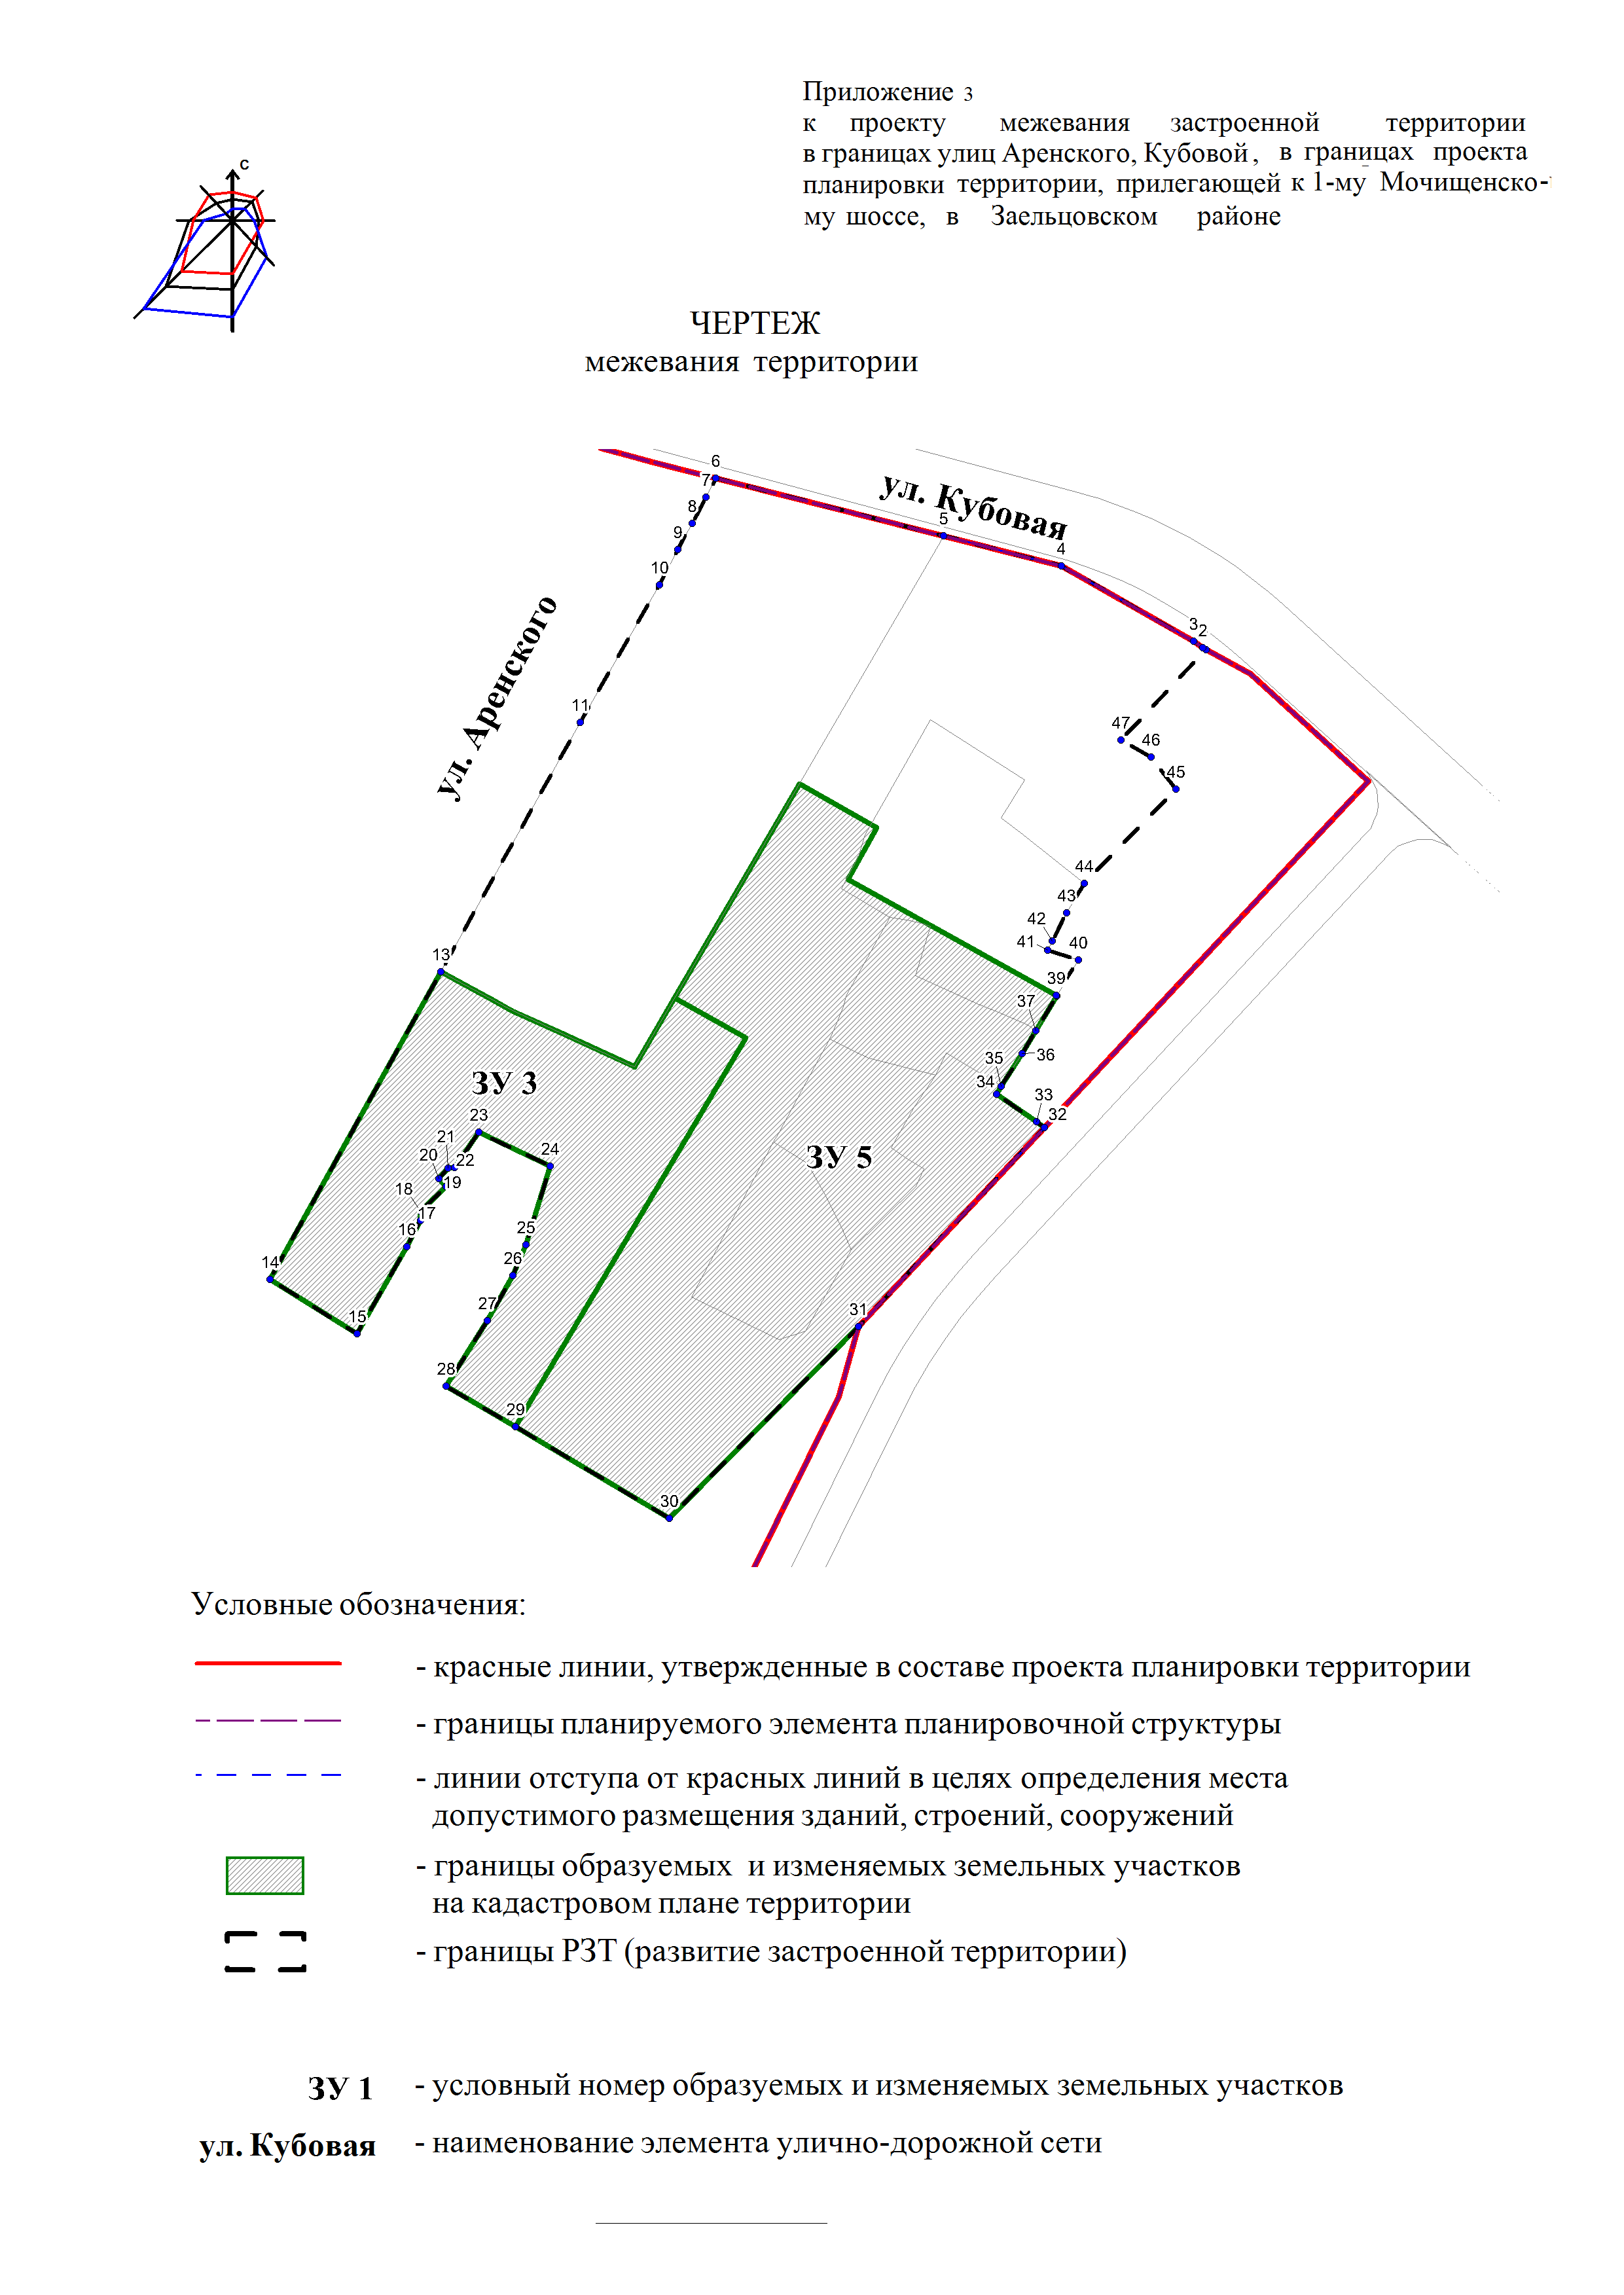 Приложение 3
к проекту межевания застроенной территории
в границах улиц Аренского, Кубовой, в границах проекта
планировки территории, прилегающей к 1-му Мочищенско-
му шоссе, в Заельцовском районе
С
ЧЕРТЕЖ
межевания территории
6
7
ул. Кубовая
8
5
9
4
10
ул. Аренского
3
2
11
47
46
45
44
43
42
41
40
13
39
37
36
35
ЗУ 3
34
33
32
23
21
24
20
22
ЗУ 5
19
18
17
16
25
26
14
27
31
15
28
29
30
Условные обозначения:
- красные линии, утвержденные в составе проекта планировки территории
- границы планируемого элемента планировочной структуры
- линии отступа от красных линий в целях определения места
допустимого размещения зданий, строений, сооружений
- границы образуемых и изменяемых земельных участков
на кадастровом плане территории
- границы РЗТ (развитие застроенной территории)
ЗУ 1 - условный номер образуемых и изменяемых земельных участков
ул. Кубовая - наименование элемента улично-дорожной сети